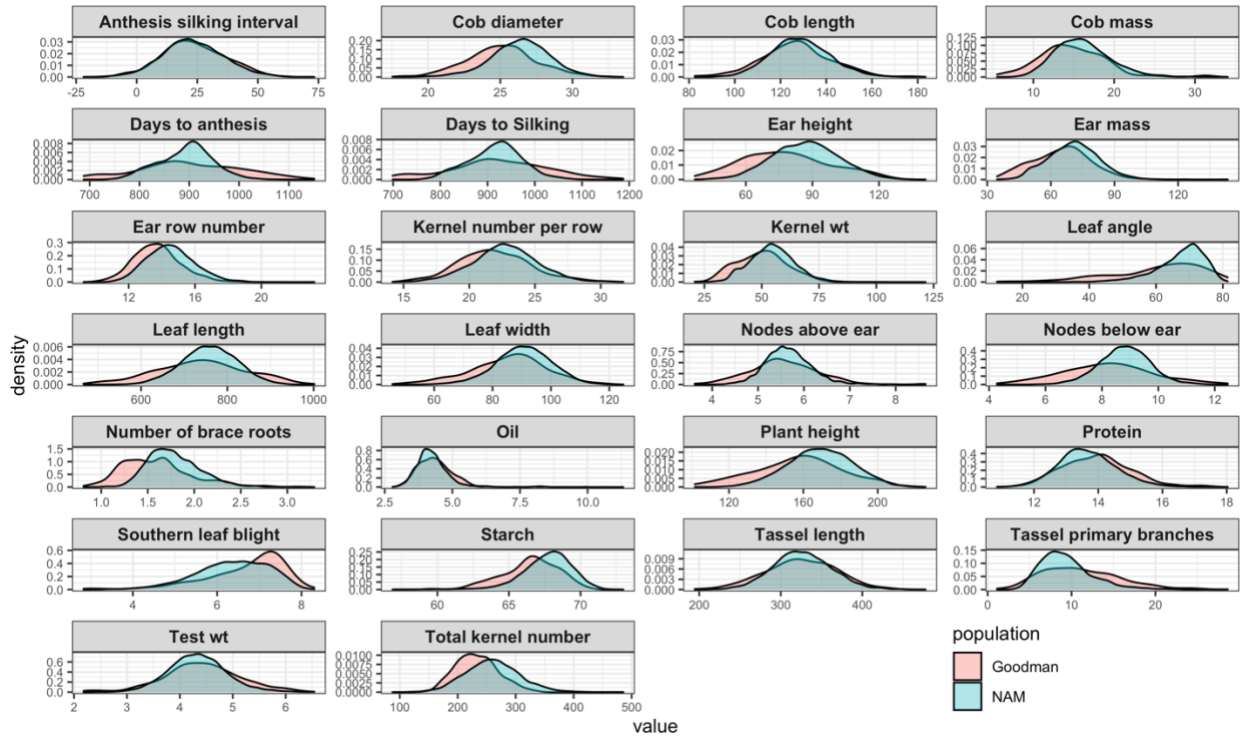 Anthesis silking interval Cob diameter Cob length Cob mass
0.03 0.02 0.01 0.00
-25 0 25 50 75
0.20 0.15 0.10 0.05 0.00
20 25 30
0.03 0.02 0.01 0.00
80 100 120 140 160 180
0.125 0.100 0.075 0.050 0.025 0.000
10 20 30
Days to anthesis Days to Silking Ear height Ear mass
0.008 0.006 0.004 0.002 0.000
700 800 900 1000 1100
0.008 0.006 0.004 0.002 0.000
700 800 900 1000 1100 1200
0.02 0.01 0.00
60 90 120
0.03 0.02 0.01 0.00
30 60 90 120
Ear row number Kernel number per row Kernel wt Leaf angle
0.3 0.2 0.1 0.0
12 16 20
0.15 0.10 0.05 0.00
15 20 25 30
0.04 0.03 0.02 0.01 0.00
25 50 75 100 125
0.06 0.04 0.02 0.00
20 40 60 80
Leaf length Leaf width Nodes above ear Nodes below ear
0.006 0.004 0.002 0.000
600 800 1000
0.04 0.03 0.02 0.01 0.00
60 80 100 120
0.75 0.50 0.25 0.00
4 5 6 7 8
0.4 0.3 0.2 0.1 0.0
4 6 8 10 12
density
Number of brace roots Oil Plant height Protein
1.5 1.0 0.5 0.0
1.0 1.5 2.0 2.5 3.0
0.8 0.6 0.4 0.2 0.0
2.5 5.0 7.5 10.0
0.020 0.015 0.010 0.005 0.000
120 160 200
0.4 0.3 0.2 0.1 0.0
12 14 16 18
Southern leaf blight Starch Tassel length Tassel primary branches
0.6 0.4 0.2 0.0
4 6 8
0.25 0.20 0.15 0.10 0.05 0.00
60 65 70
0.009 0.006 0.003 0.000
200 300 400
0.15 0.10 0.05 0.00
0 10 20
Test wt Total kernel number
0.6 0.4 0.2 0.0
2 3 4 5 6
0.0100 0.0075 0.0050 0.0025 0.0000
100 200 300 400 500
population
Goodman
NAM
value